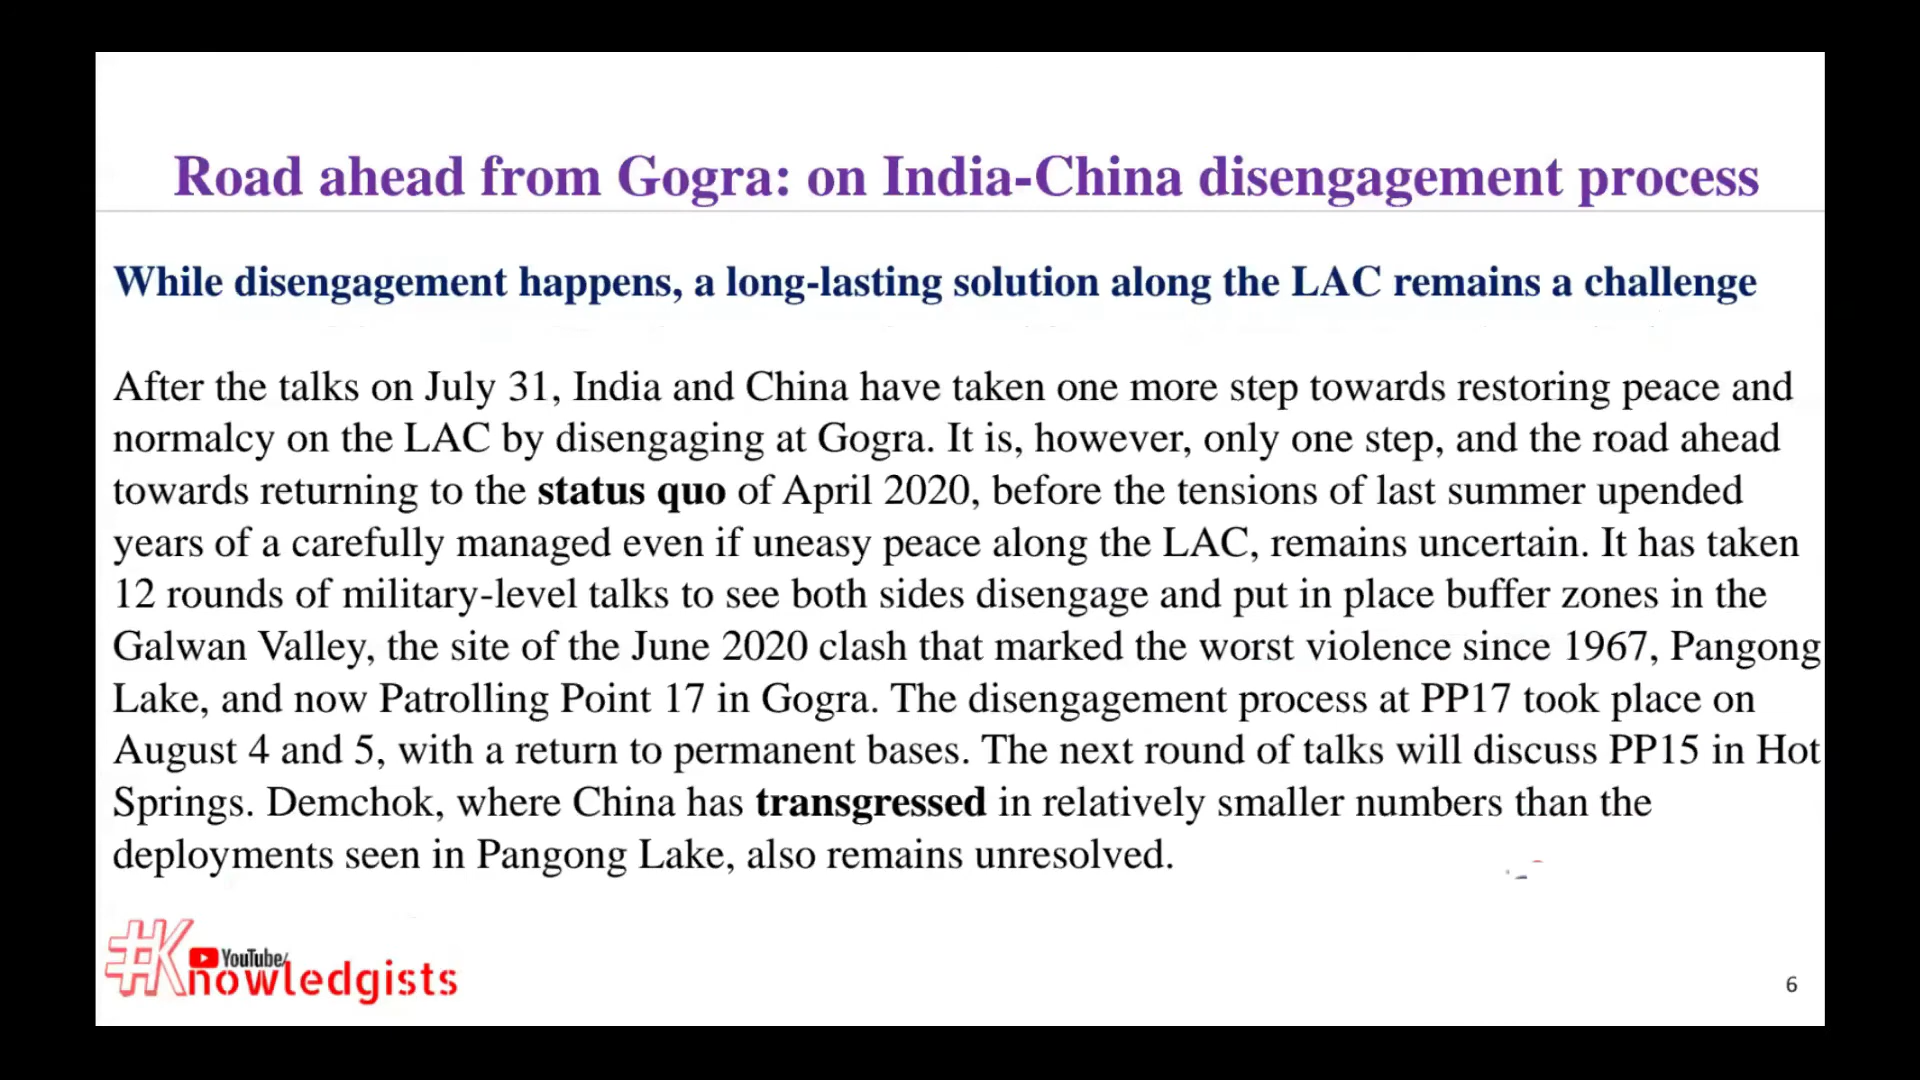 Road ahead from Gogra: on India-China disengagement process
While disengagement happens, a long-lasting solution along the LAC remains a challenge
After the talks on July 31, India and China have taken one more step towards restoring peace and
normalcy on the LAC by disengaging at Gogra. It is, however, only one step, and the road ahead
towards returning to the status quo of April 2020, before the tensions of last summer upended
years of a carefully managed even if uneasy peace along the LAC, remains uncertain. It has taken
12 rounds of military-level talks to see both sides disengage and put in place buffer zones in the
Galwan Valley, the site of the June 2020 clash that marked the worst violence since 1967, Pangong
Lake, and now Patrolling Point 17 in Gogra. The disengagement process at PP17 took place on
August 4 and 5, with a return to permanent bases. The next round of talks will discuss PP15 in Hot
Springs. Demchok, where China has transgressed in relatively smaller numbers than the
deployments seen in Pangong Lake, also remains unresolved.
YouTube/
#Knowledgists
6